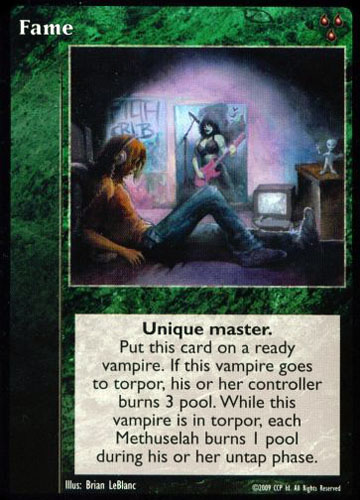 Fame
FILTH
CRIB
Unique master.
Put this card on a ready
vampire. If this vampire goes
to torpor, his or her controller
burns 3 pool. While this
vampire is in torpor, each
Methuselah burns 1 pool
during his or her untap phase.
Illus: Brian LeBlanc
©2009 CCP hf. All Rights Reserved